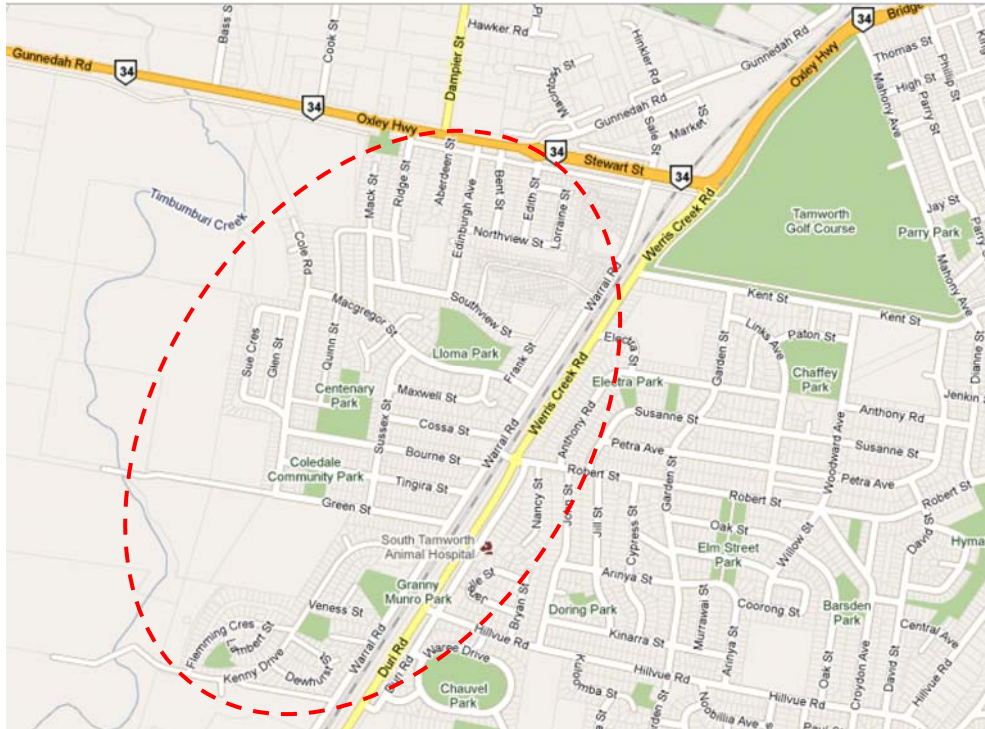 Bass St
Cook St
Hawker Rd
Pl
Hinkler Rd
Gunnedah Rd
Bridge
Oxley Hwy
34
Thomas St
Phillip St
King
High St
Parry St
Mahony Ave
Gunnedah Rd
34
Dampier St
Macintosh St
Gunnedah Rd
Sale St
Market St
34
Oxley Hwy
34
Stewart St
34
Timbumburi Creek
Mack St
Ridge St
Aberdeen St
Edinburgh Ave
Bent St
Edith St
Lorraine St
Northview St
Werris Creek Rd
Tamworth
Golf Course
Jay St
Parry Park
Parry
Mahony Ave
Cole Rd
Warral Rd
Kent St
Kent St
Macgregor St
Southview St
Lloma Park
Frank St
Electra St
Links Ave
Paton St
Dianne St
Sue Cres
Glen St
Quinn St
Centenary
Park
Maxwell St
Werris Creek Rd
Electra Park
Garden St
Chaffey
Park
Jenkin
Sussex St
Cossa St
Warral Rd
Anthony Rd
Susanne St
Woodward Ave
Anthony Rd
Susanne St
Bourne St
Petra Ave
Petra Ave
Coledale
Community Park
Tingira St
Robert St
Garden St
Robert St
Robert St
Green St
Nancy St
John St
Jill St
Cypress St
Oak St
Willow St
David St
Hyma
South Tamworth
Animal Hospital
Elm Street
Park
Granny
Munro Park
Bryan St
Arinya St
Coorong St
Barsden
Park
Veness St
Doring Park
Kinarra St
Murrawai St
Arinya St
Central Ave
Flemming Cres
Kenny Drive
Dewhurst St
Warral Rd
Duri Rd
Duri Rd
Hillvue Rd
Waree Drive
Chauvel
Park
Hillvue Rd
Oak St
Croydon Ave
David St
Hillvue Rd
Hillvue Rd